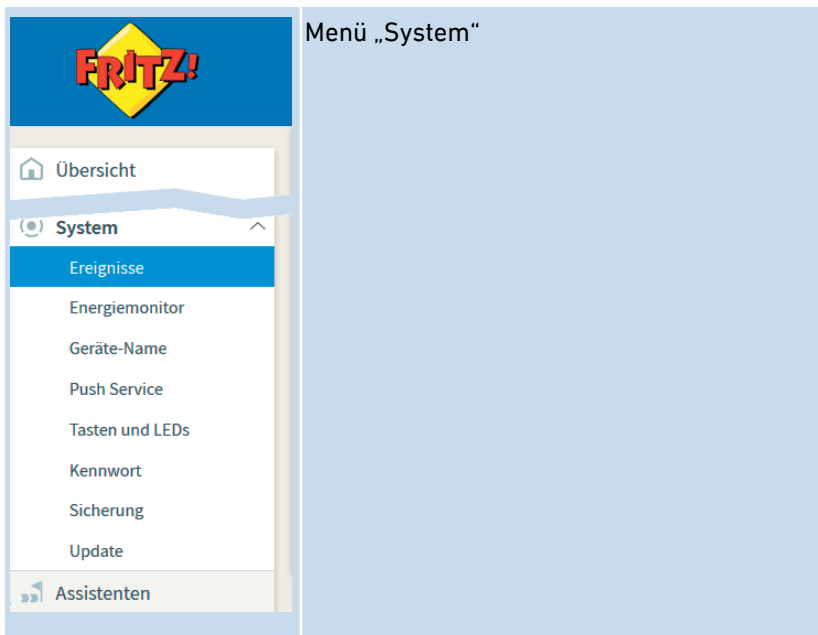 FRITZ!
Menü „System“
Übersicht
System
Ereignisse
Energiemonitor
Geräte-Name
Push Service
Tasten und LEDs
Kennwort
Sicherung
Update
Assistenten